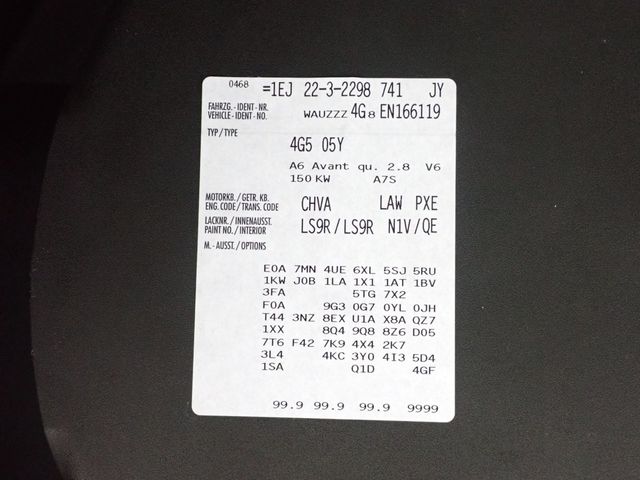 0468 =1EJ 22-3-2298 741 JY
FAHRZG.-IDENT-NR.
VEHICLE-IDENT-NO. WAUZZZ 4G8 EN166119
TYP/TYPE
4G5 05Y
A6 Avant qu. 2.8 V6
150 KW A7S
MOTORKB./GETR.KB.
ENG.CODE/TRANS.CODE CHVA LAW PXE
LACKNR./INNENAUSST.
PAINT NO./INTERIOR LS9R/LS9R N1V/QE
M.-AUSST./OPTIONS
E0A 7MN 4UE 6XL 5SJ 5RU
1KW J0B 1LA 1X1 1AT 1BV
3FA 5TG 7X2
F0A 9G3 0G7 0YL 0JH
T44 3NZ 8EX U1A X8A QZ7
1XX 8Q4 9Q8 8Z6 D05
7T6 F42 7K9 4X4 2K7
3L4 4KC 3Y0 4I3 5D4
1SA Q1D 4GF
99.9 99.9 99.9 9999